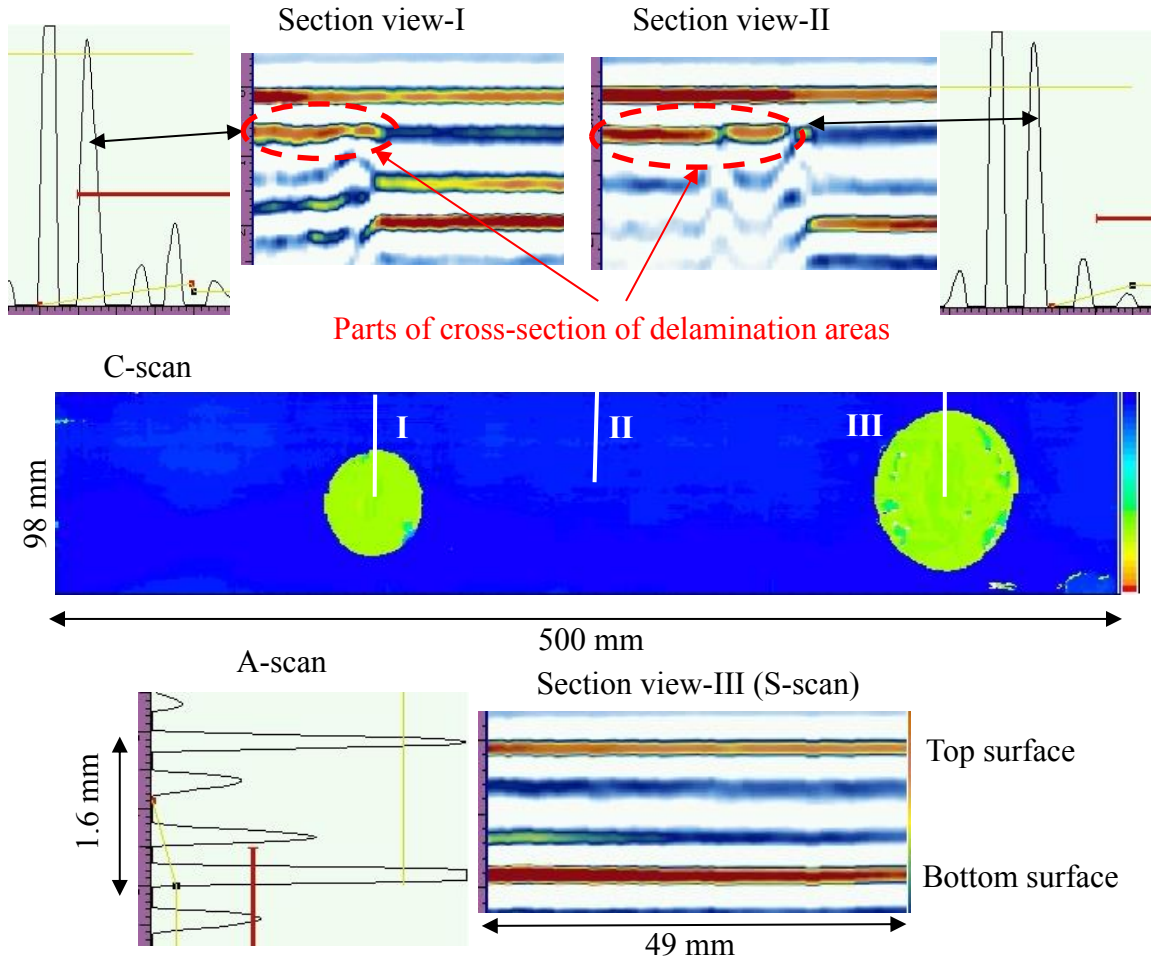 Section view-I
Section view-II
Parts of cross-section of delamination areas
C-scan
I
II
III
98 mm
500 mm
A-scan
Section view-III (S-scan)
1.6 mm
Top surface
Bottom surface
49 mm